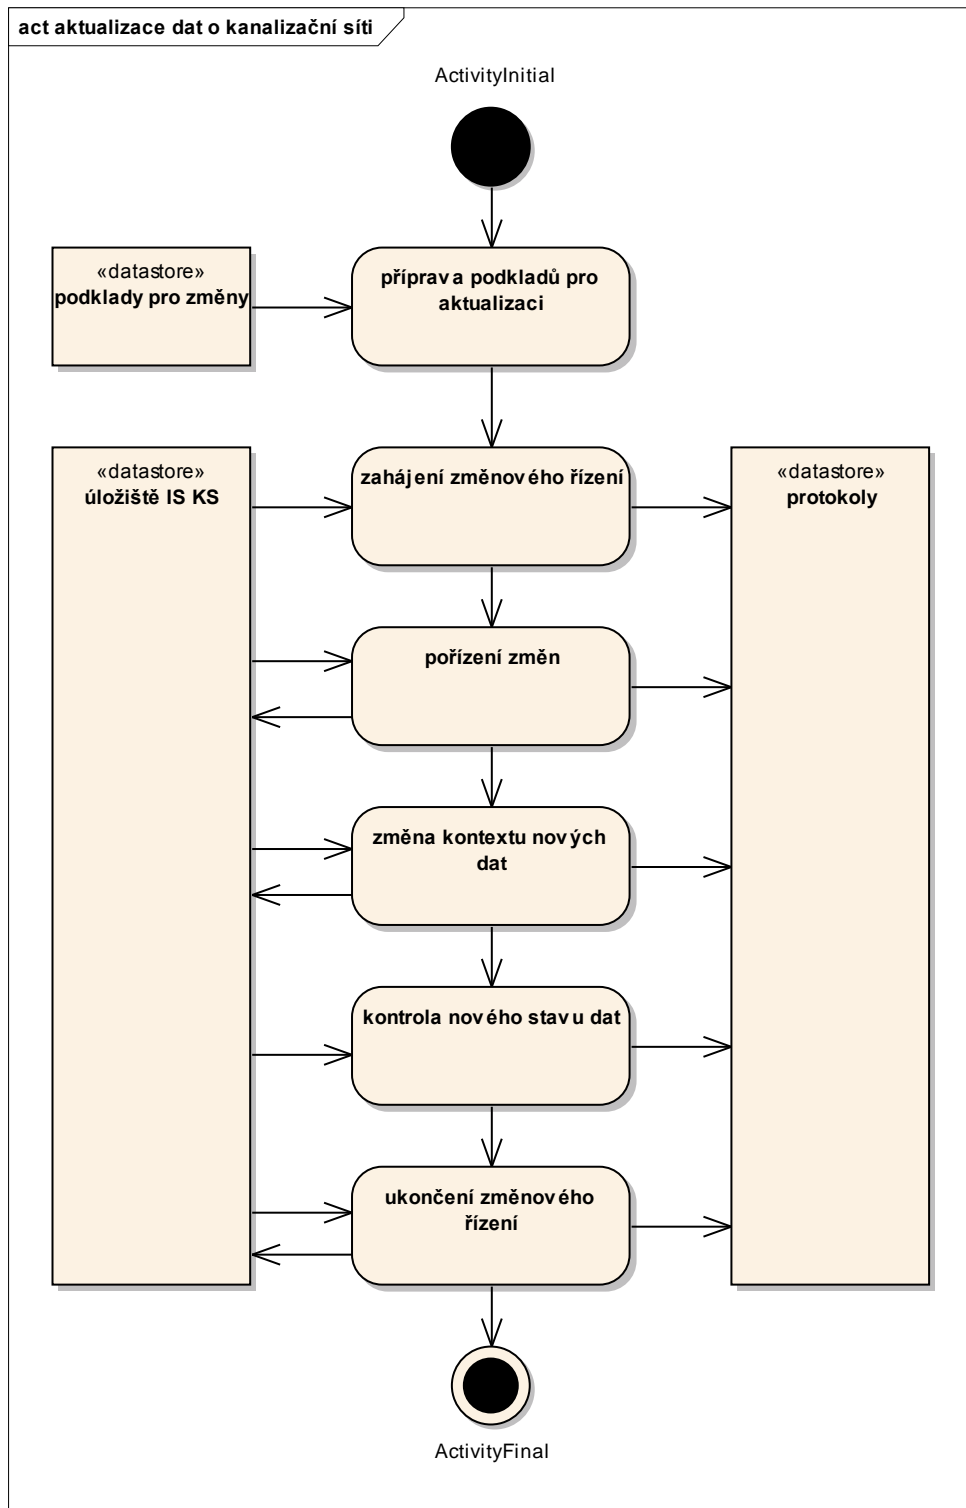 act aktualizace dat o kanalizační síti
ActivityInitial
«datastore»
podklady pro změny
příprava podkladů pro
aktualizaci
«datastore»
úložiště IS KS
zahájení změnového řízení
«datastore»
protokoly
pořízení změn
změna kontextu nových
dat
kontrola nového stavu dat
ukončení změnového
řízení
ActivityFinal